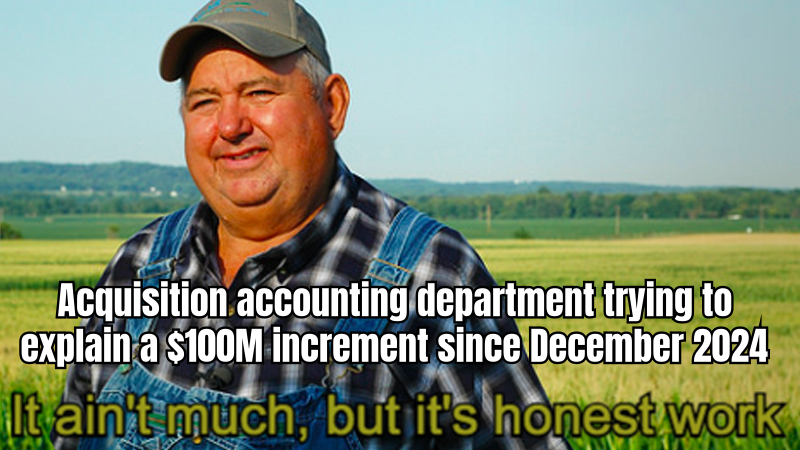 Acquisition accounting department trying to
explain a $100M increment since December 2024
It ain't much, but it's honest work